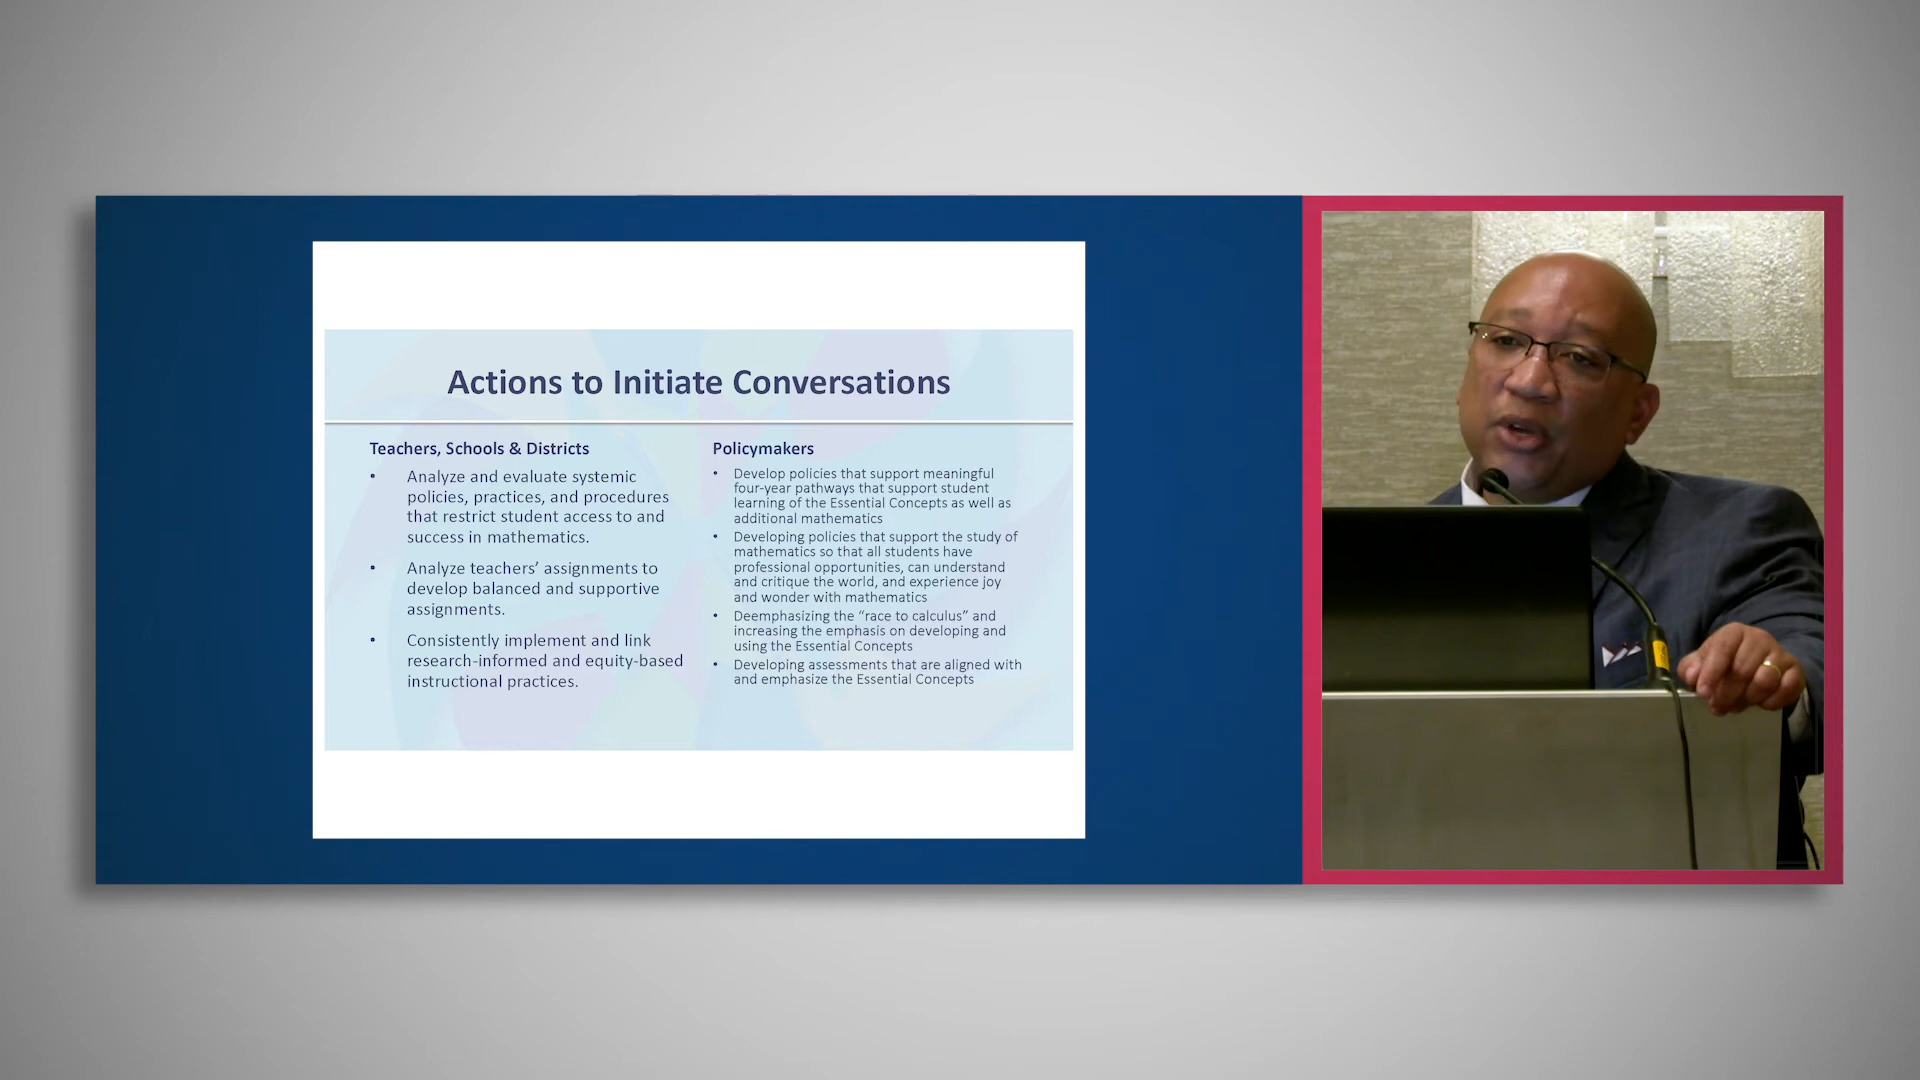 Actions to Initiate Conversations
Teachers, Schools & Districts
• Analyze and evaluate systemic
policies, practices, and procedures
that restrict student access to and
success in mathematics.
• Analyze teachers’ assignments to
develop balanced and supportive
assignments.
• Consistently implement and link
research-informed and equity-based
instructional practices.
Policymakers
• Develop policies that support meaningful
four-year pathways that support student
learning of the Essential Concepts as well as
additional mathematics
• Developing policies that support the study of
mathematics so that all students have
professional opportunities, can understand
and critique the world, and experience joy
and wonder with mathematics
• Deemphasizing the “race to calculus” and
increasing the emphasis on developing and
using the Essential Concepts
• Developing assessments that are aligned with
and emphasize the Essential Concepts